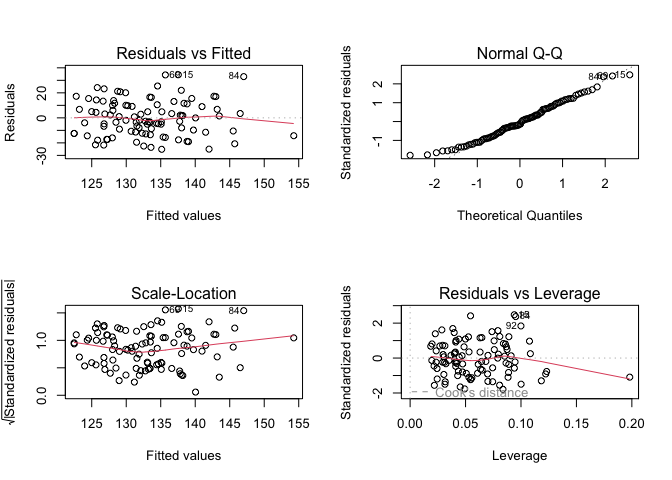 Residuals vs Fitted
Residuals
20
0
-30
60 15 84
125 130 135 140 145 150 155
Fitted values
Normal Q-Q
Standardized residuals
2
1
-1
84 15
-2 -1 0 1 2
Theoretical Quantiles
Scale-Location
√|Standardized residuals|
1.0
0.0
60 15 84
125 130 135 140 145 150 155
Fitted values
Residuals vs Leverage
Standardized residuals
2
0
-2
15
92
Cook's distance
0.00 0.05 0.10 0.15 0.20
Leverage